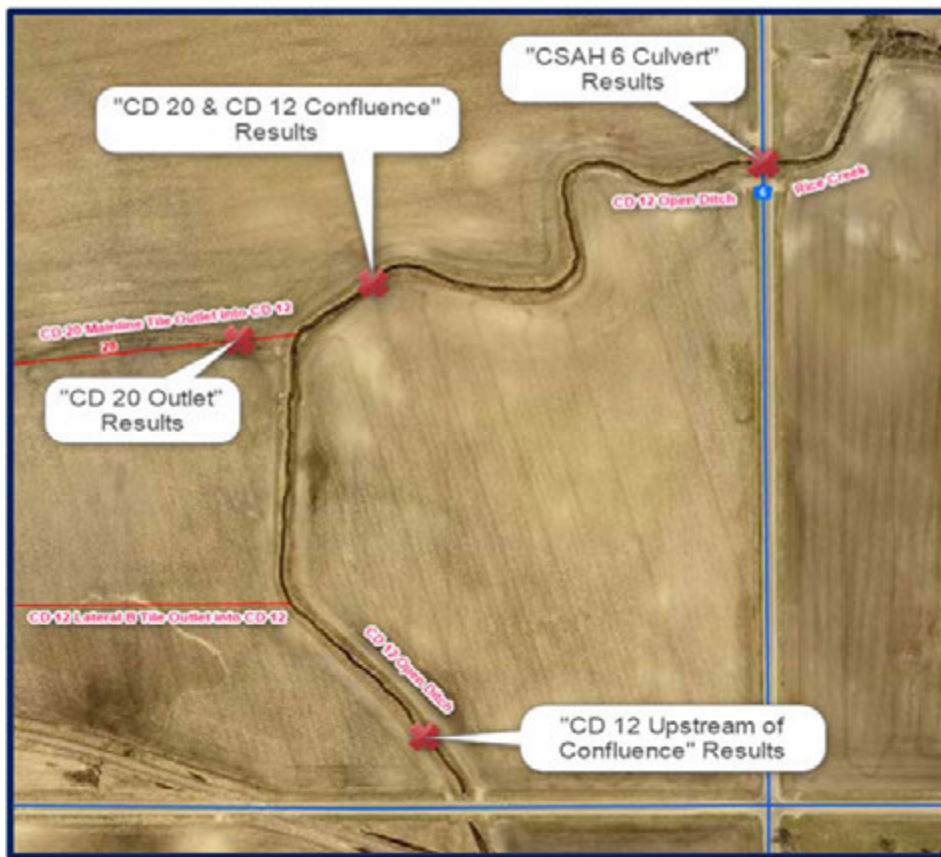 "CSAH 6 Culvert"
Results
"CD 20 & CD 12 Confluence"
Results
CD 12 Open Ditch
6
Rice Creek
CD 20 Mainline Tile Outlet into CD 12
20
"CD 20 Outlet"
Results
CD 12 Lateral B Tile Outlet into CD 12
CD 12 Open Ditch
"CD 12 Upstream of
Confluence" Results